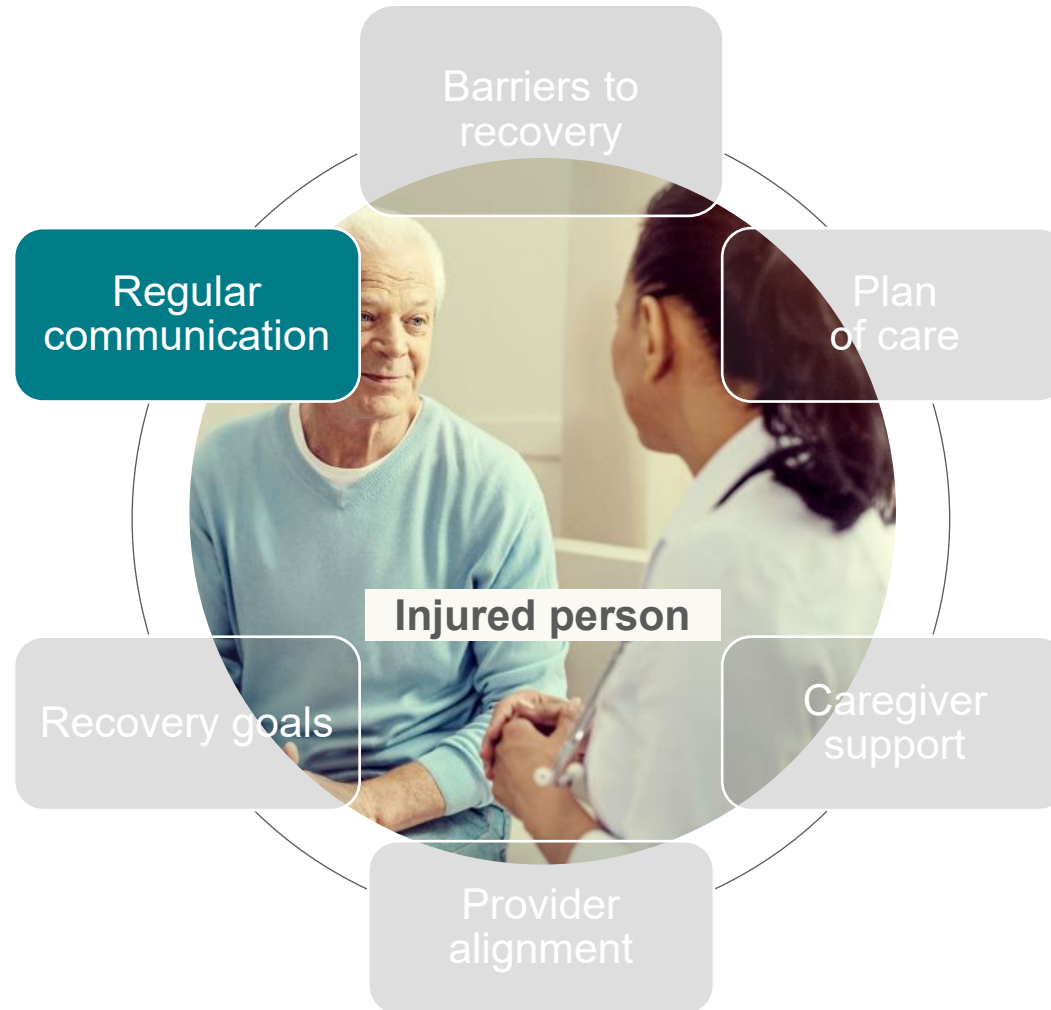 Barriers to
recovery
Regular
communication
Plan
of care
Injured person
Recovery goals
Caregiver
support
Provider
alignment